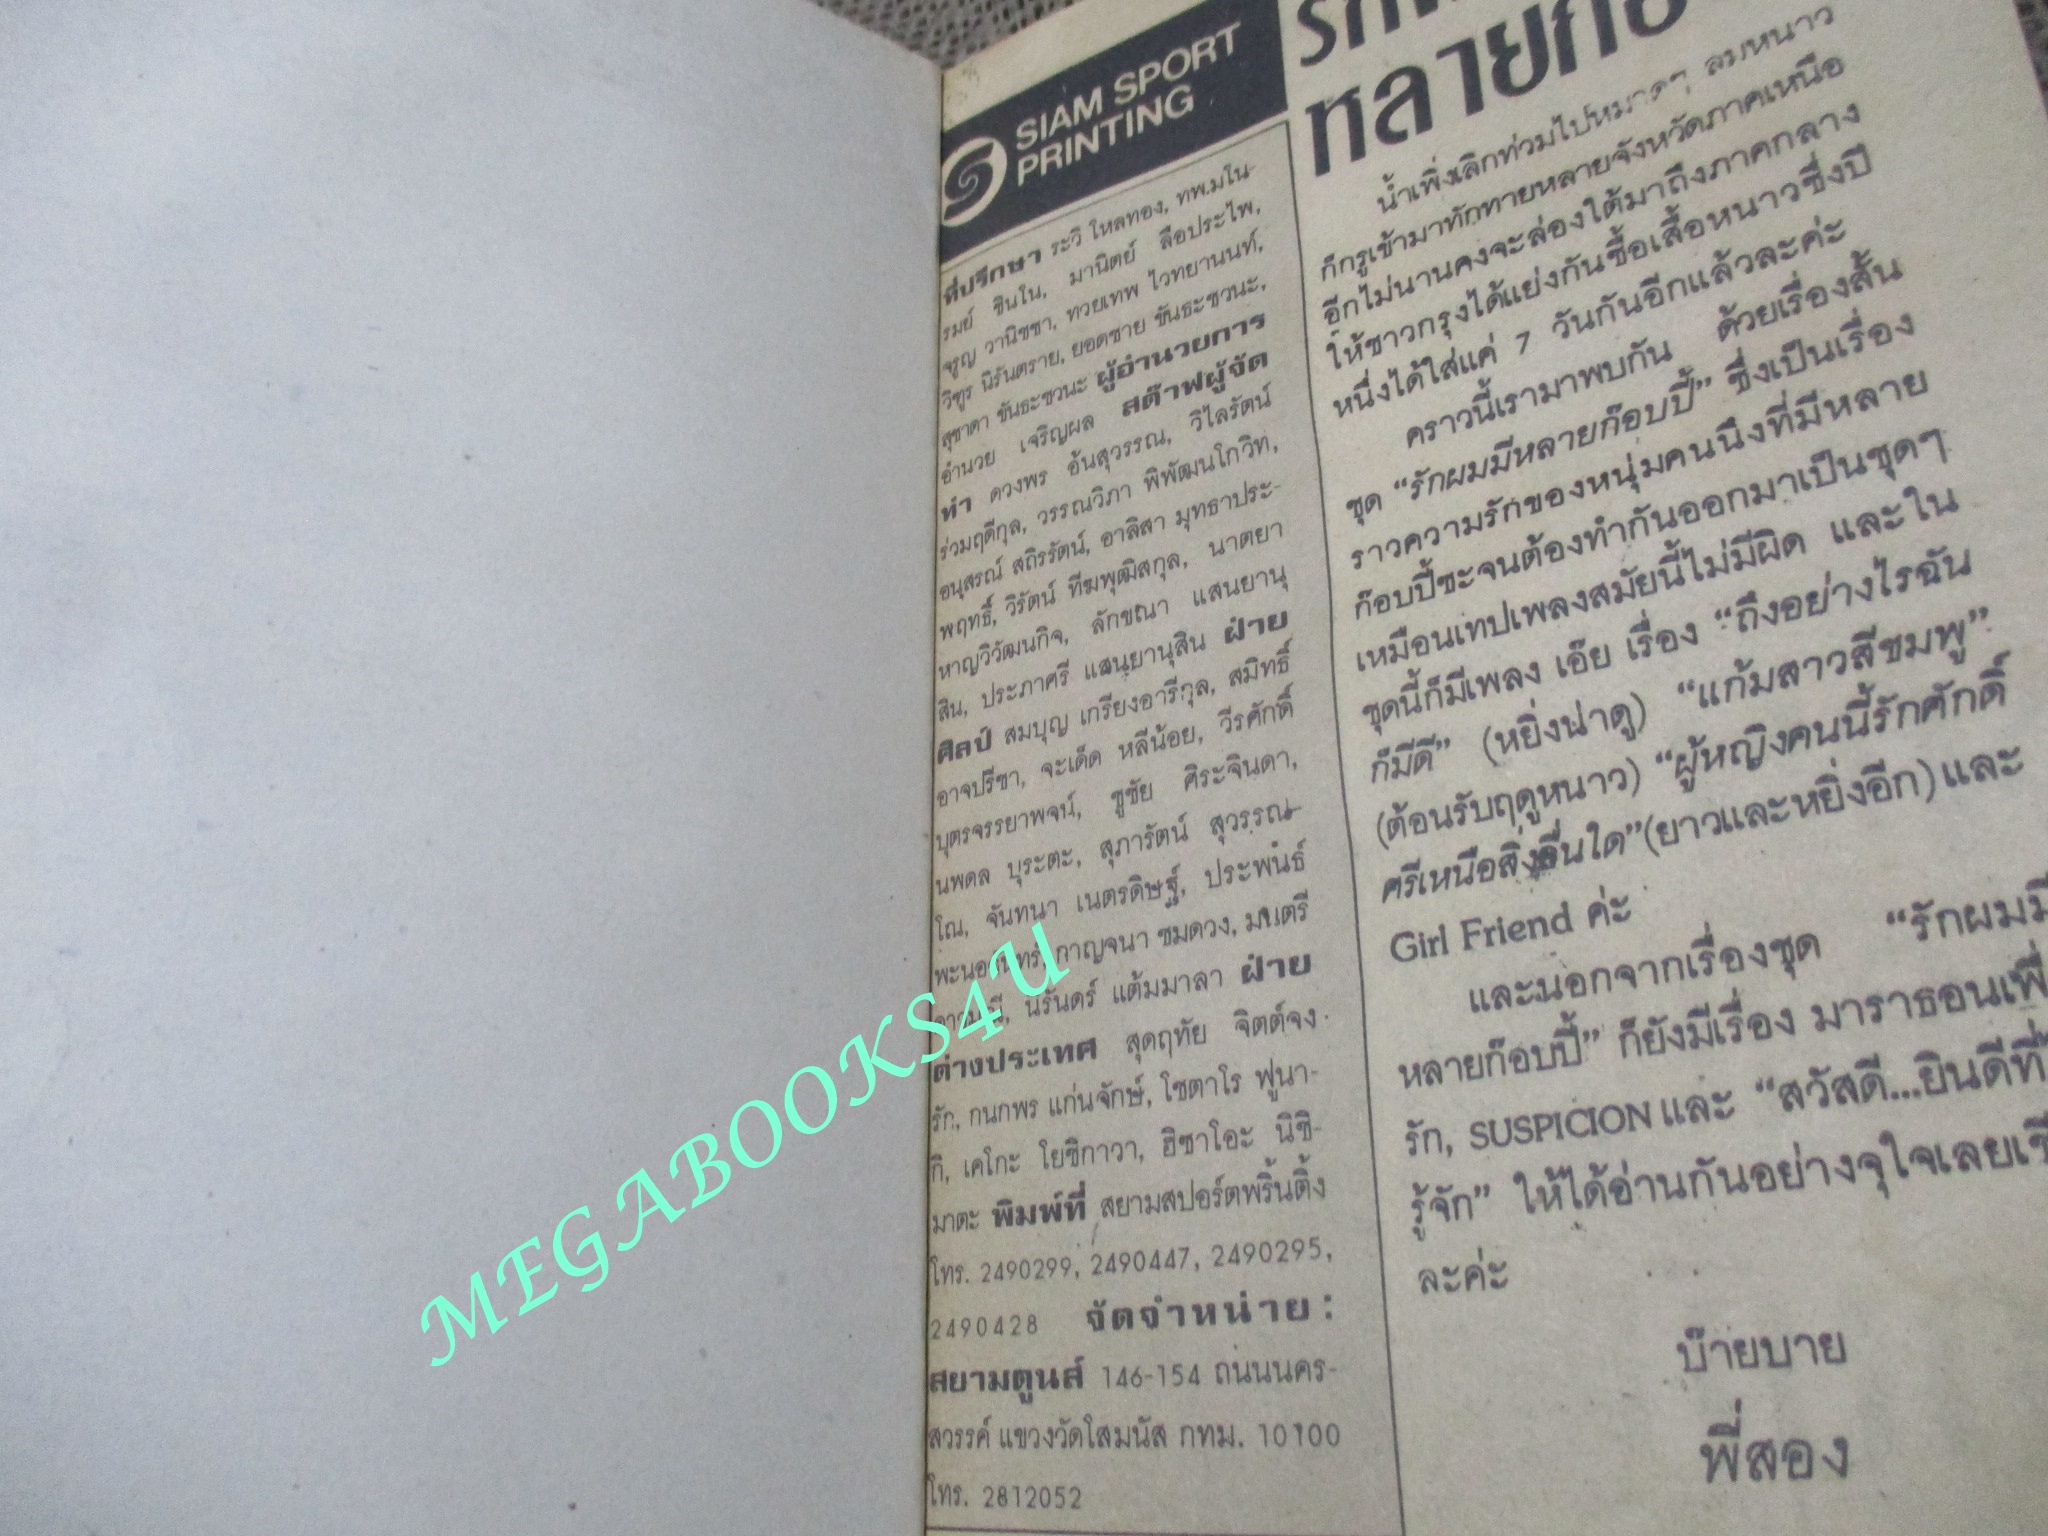 SIAM SPORT
PRINTING
ที่ปรึกษา ระวิ โหลทอง, ทพ.มโน-
รมย์ ชินโน, มานิตย์ ลือประไพ,
จรูญ วานิชชา, ทวยเทพ ไวทยานนท์,
วิฑูร นิรันตราย, ยอดชาย ขันธะชวนะ,
สุชาดา ขันธะชวนะ ผู้อำนวยการ
อำนวย เจริญผล สต๊าฟผู้จัด
ทำ ดวงพร อ้นสุวรรณ, วิไลรัตน์
ร่วมฤดีกุล, วรรณวิภา พิพัฒนโกวิท,
อนุสรณ์ สถิรรัตน์, อาลิสา มุทธาประ-
พฤทธิ์, วิรัตน์ ทีฆพุฒิสกุล, นาตยา
หาญวิวัฒนกิจ, ลักขณา แสนยานุ
สิน, ประภาศรี แสนยานุสิน ฝ่าย
ศิลป์ สมบุญ เกรียงอารีกุล, สมิทธิ์
อาจปรีชา, จะเด็ด หลีน้อย, วีรศักดิ์
บุตรจรรยาพจน์, ชูชัย ศิระจินดา,
นพดล บุระตะ, สุภารัตน์ สุวรรณ-
โณ, จันทนา เนตรดิษฐ์, ประพนธ์
กาญจนา ชมดวง, มนตรี
นิรันดร์ แต้มมาลา ฝ่าย
ต่างประเทศ สุดฤทัย จิตต์จง
รัก, กนกพร แก่นจักษ์, โชตาโร ฟูนา-
กิ, เคโกะ โยชิกาวา, ฮิซาโอะ นิชิ-
มาตะ พิมพ์ที่ สยามสปอร์ตพริ้นติ้ง
โทร. 2490299, 2490447, 2490295,
2490428 จัดจำหน่าย :
สยามตูนส์ 146-154 ถนนนคร-
สวรรค์ แขวงวัดโสมนัส กทม. 10100
โทร. 2812052
หลายก๊อ
น้ำเพิ่งเลิกท่วมไปหมาดๆ ลมหนาว
ก็กรูเข้ามาทักทายหลายจังหวัดภาคเหนือ
อีกไม่นานคงจะล่องใต้มาถึงภาคกลาง
ให้ชาวกรุงได้แย่งกันซื้อเสื้อหนาวซึ่งปี
หนึ่งได้ใส่แค่ 7 วันกันอีกแล้วละค่ะ
คราวนี้เรามาพบกัน ด้วยเรื่องสั้น
ชุด “รักผมมีหลายก๊อบปี้” ซึ่งเป็นเรื่อง
ราวความรักของหนุ่มคนนึงที่มีหลาย
ก๊อบปี้ซะจนต้องทำกันออกมาเป็นชุดๆ
เหมือนเทปเพลงสมัยนี้ไม่มีผิด และใน
ชุดนี้ก็มีเพลง เอ๊ย เรื่อง “ถึงอย่างไรฉัน
ก็มีดี” (หยิ่งน่าดู) “แก้มสาวสีชมพู”
(ต้อนรับฤดูหนาว) “ผู้หญิงคนนี้รักศักดิ์
ศรีเหนือสิ่งอื่นใด”(ยาวและหยิ่งอีก) และ
Girl Friend ค่ะ
และนอกจากเรื่องชุด “รักผมมี
หลายก๊อบปี้” ก็ยังมีเรื่อง มาราธอนเพื่
รัก, SUSPICION และ “สวัสดี...ยินดีที่
รู้จัก” ให้ได้อ่านกันอย่างจุใจเลยเชี
ละค่ะ
บ๊ายบาย
พี่สอง
MEGABOOKS4U